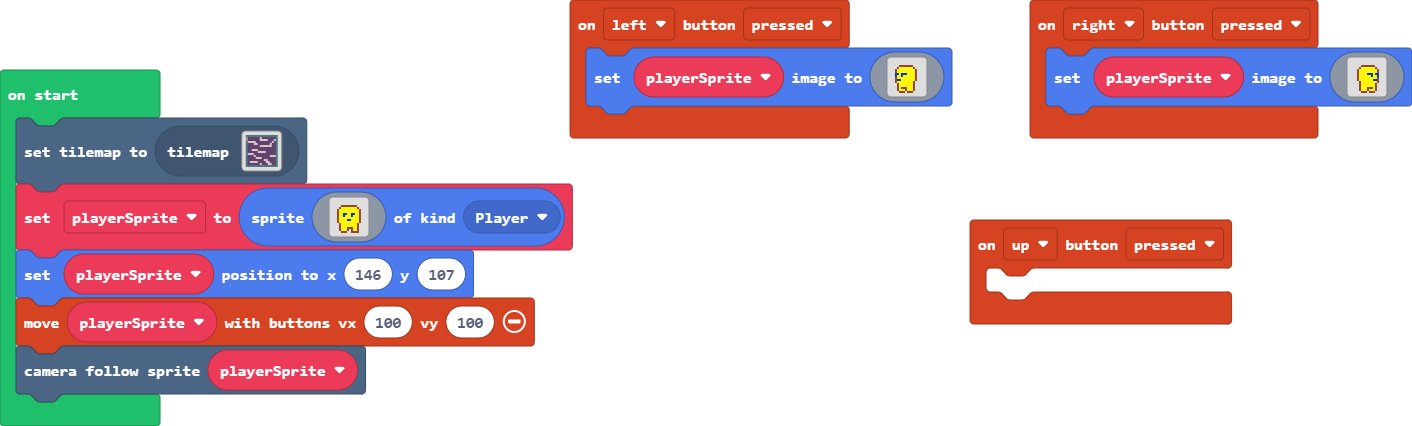 on start
set tilemap to tilemap
set playerSprite to sprite of kind Player
set playerSprite position to x 146 y 107
move playerSprite with buttons vx 100 vy 100
camera follow sprite playerSprite
on left button pressed
set playerSprite image to
on right button pressed
set playerSprite image to
on up button pressed